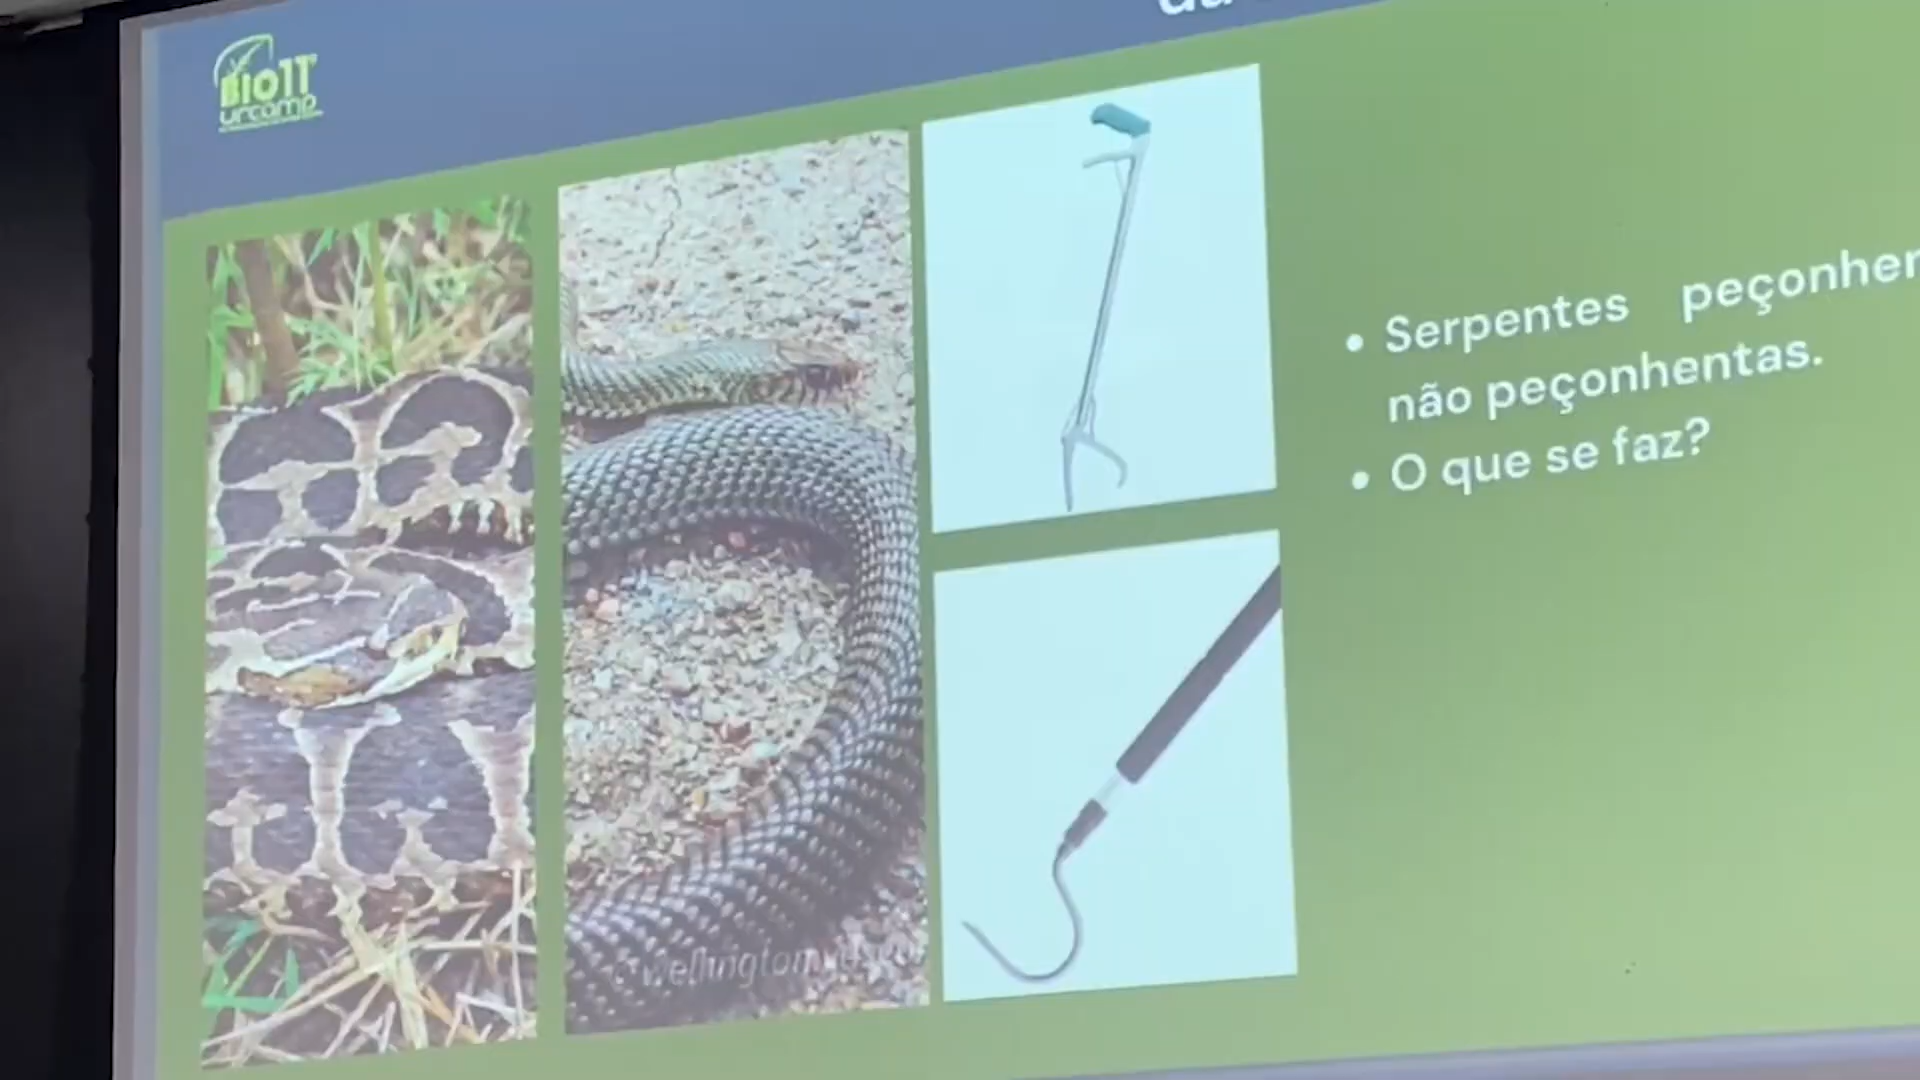 BIO11
urcamp
• Serpentes peçonhen
não peçonhentas.
• O que se faz?